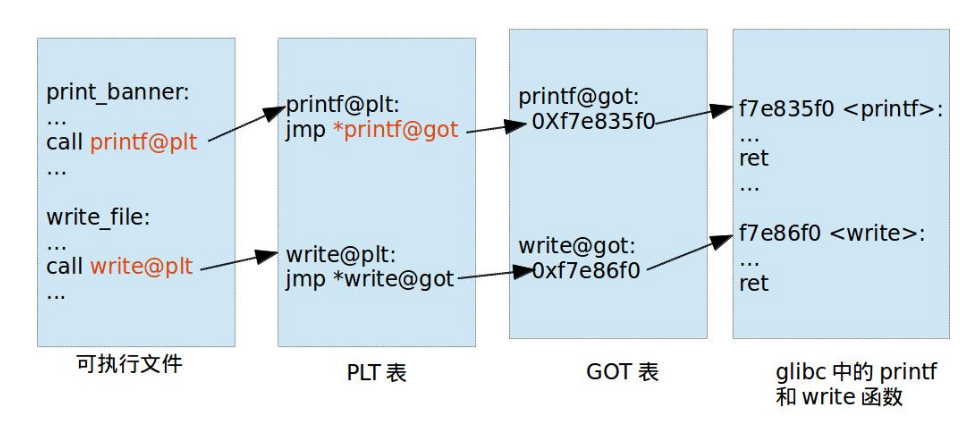 print_banner:
...
call printf@plt
...
write_file:
...
call write@plt
...
可执行文件
printf@plt:
jmp *printf@got
write@plt:
jmp *write@got
PLT 表
printf@got:
0Xf7e835f0
write@got:
0xf7e86f0
GOT 表
f7e835f0 <printf>:
...
ret
...
f7e86f0 <write>:
...
ret
glibc 中的 printf
和 write 函数